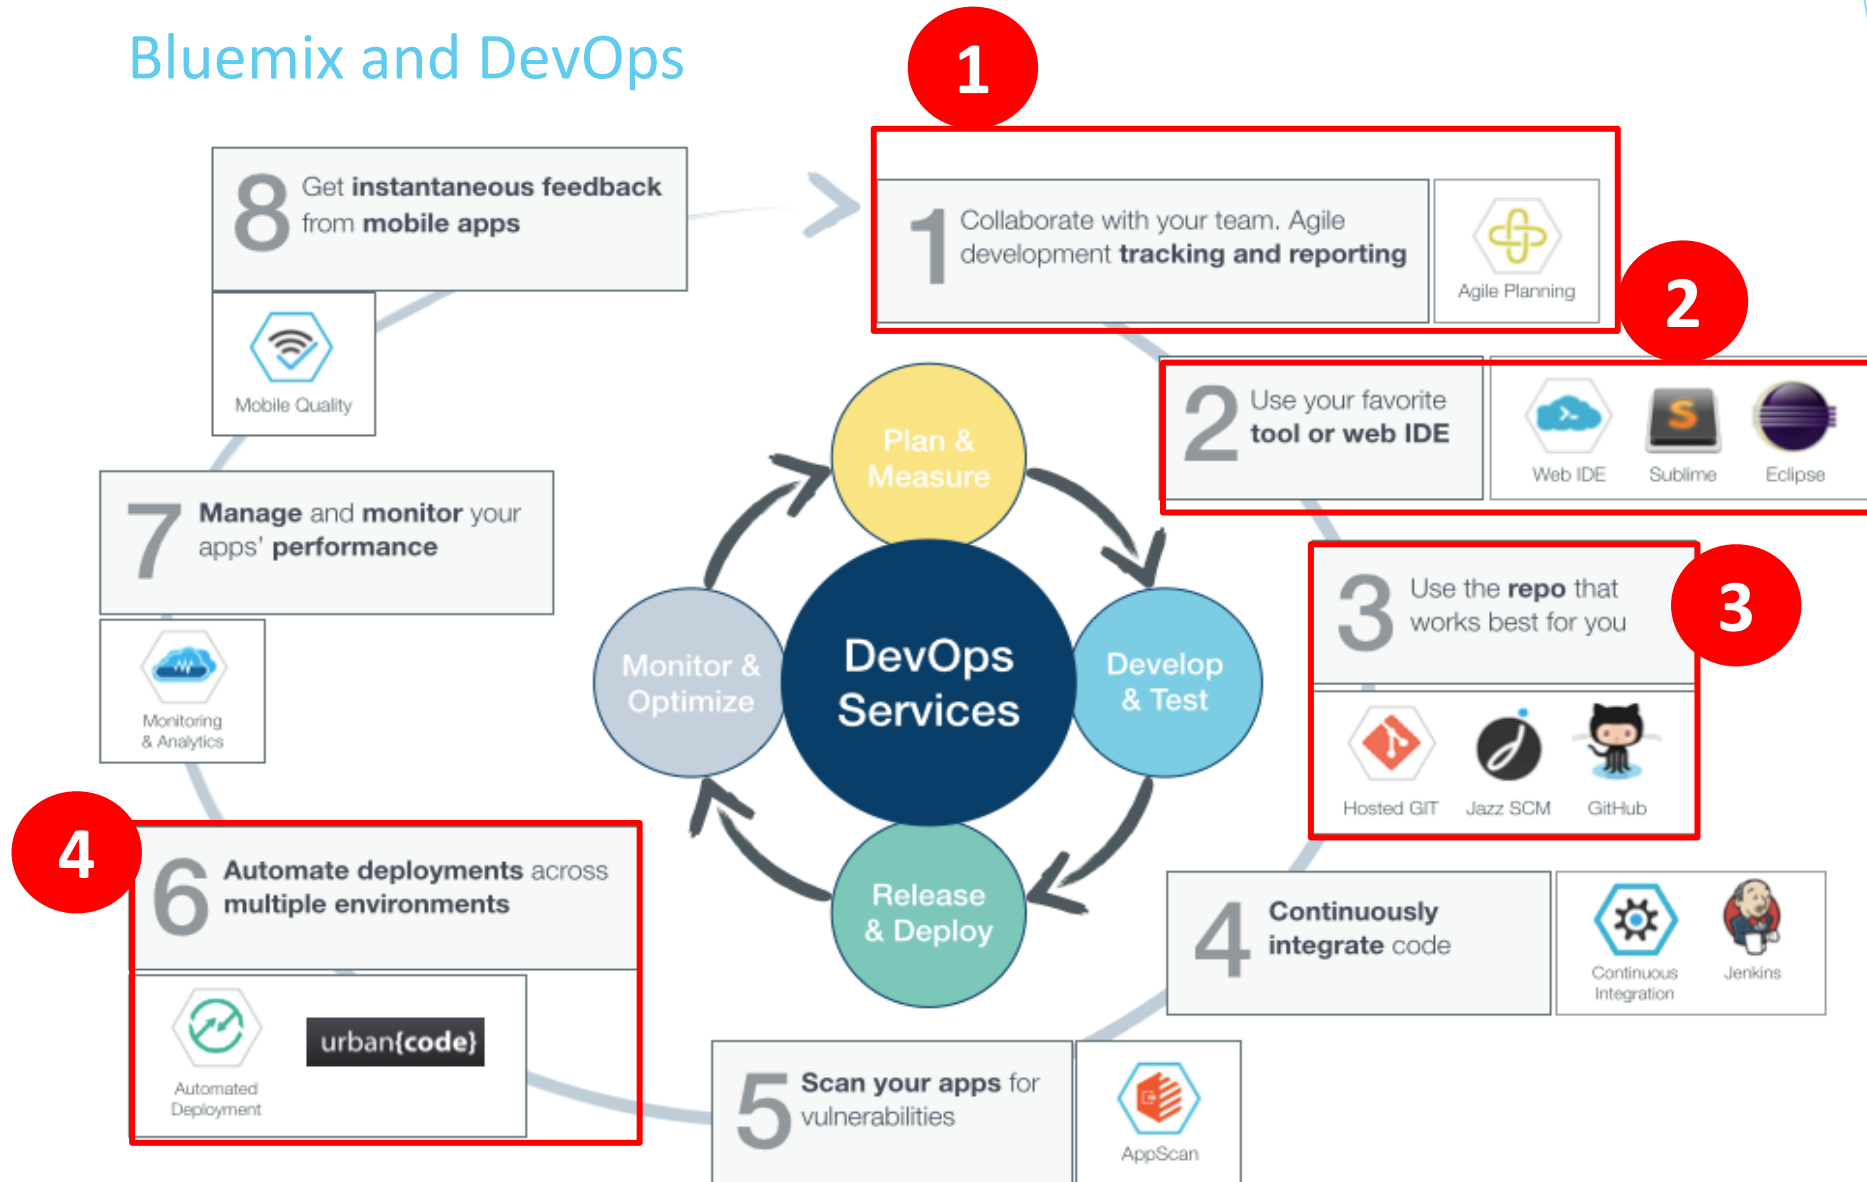 Bluemix and DevOps
1
1
Collaborate with your team. Agile
development tracking and reporting
Agile Planning
2
2
Use your favorite
tool or web IDE
Web IDE
Sublime
Eclipse
3
3
Use the repo that
works best for you
Hosted GIT
Jazz SCM
GitHub
4
Continuously
integrate code
Continuous
Integration
Jenkins
5
Scan your apps for
vulnerabilities
AppScan
4
6
Automate deployments across
multiple environments
Automated
Deployment
urban{code}
7
Manage and monitor your
apps' performance
Monitoring
& Analytics
8
Get instantaneous feedback
from mobile apps
Mobile Quality
Plan &
Measure
Develop
& Test
Release
& Deploy
Monitor &
Optimize
DevOps
Services